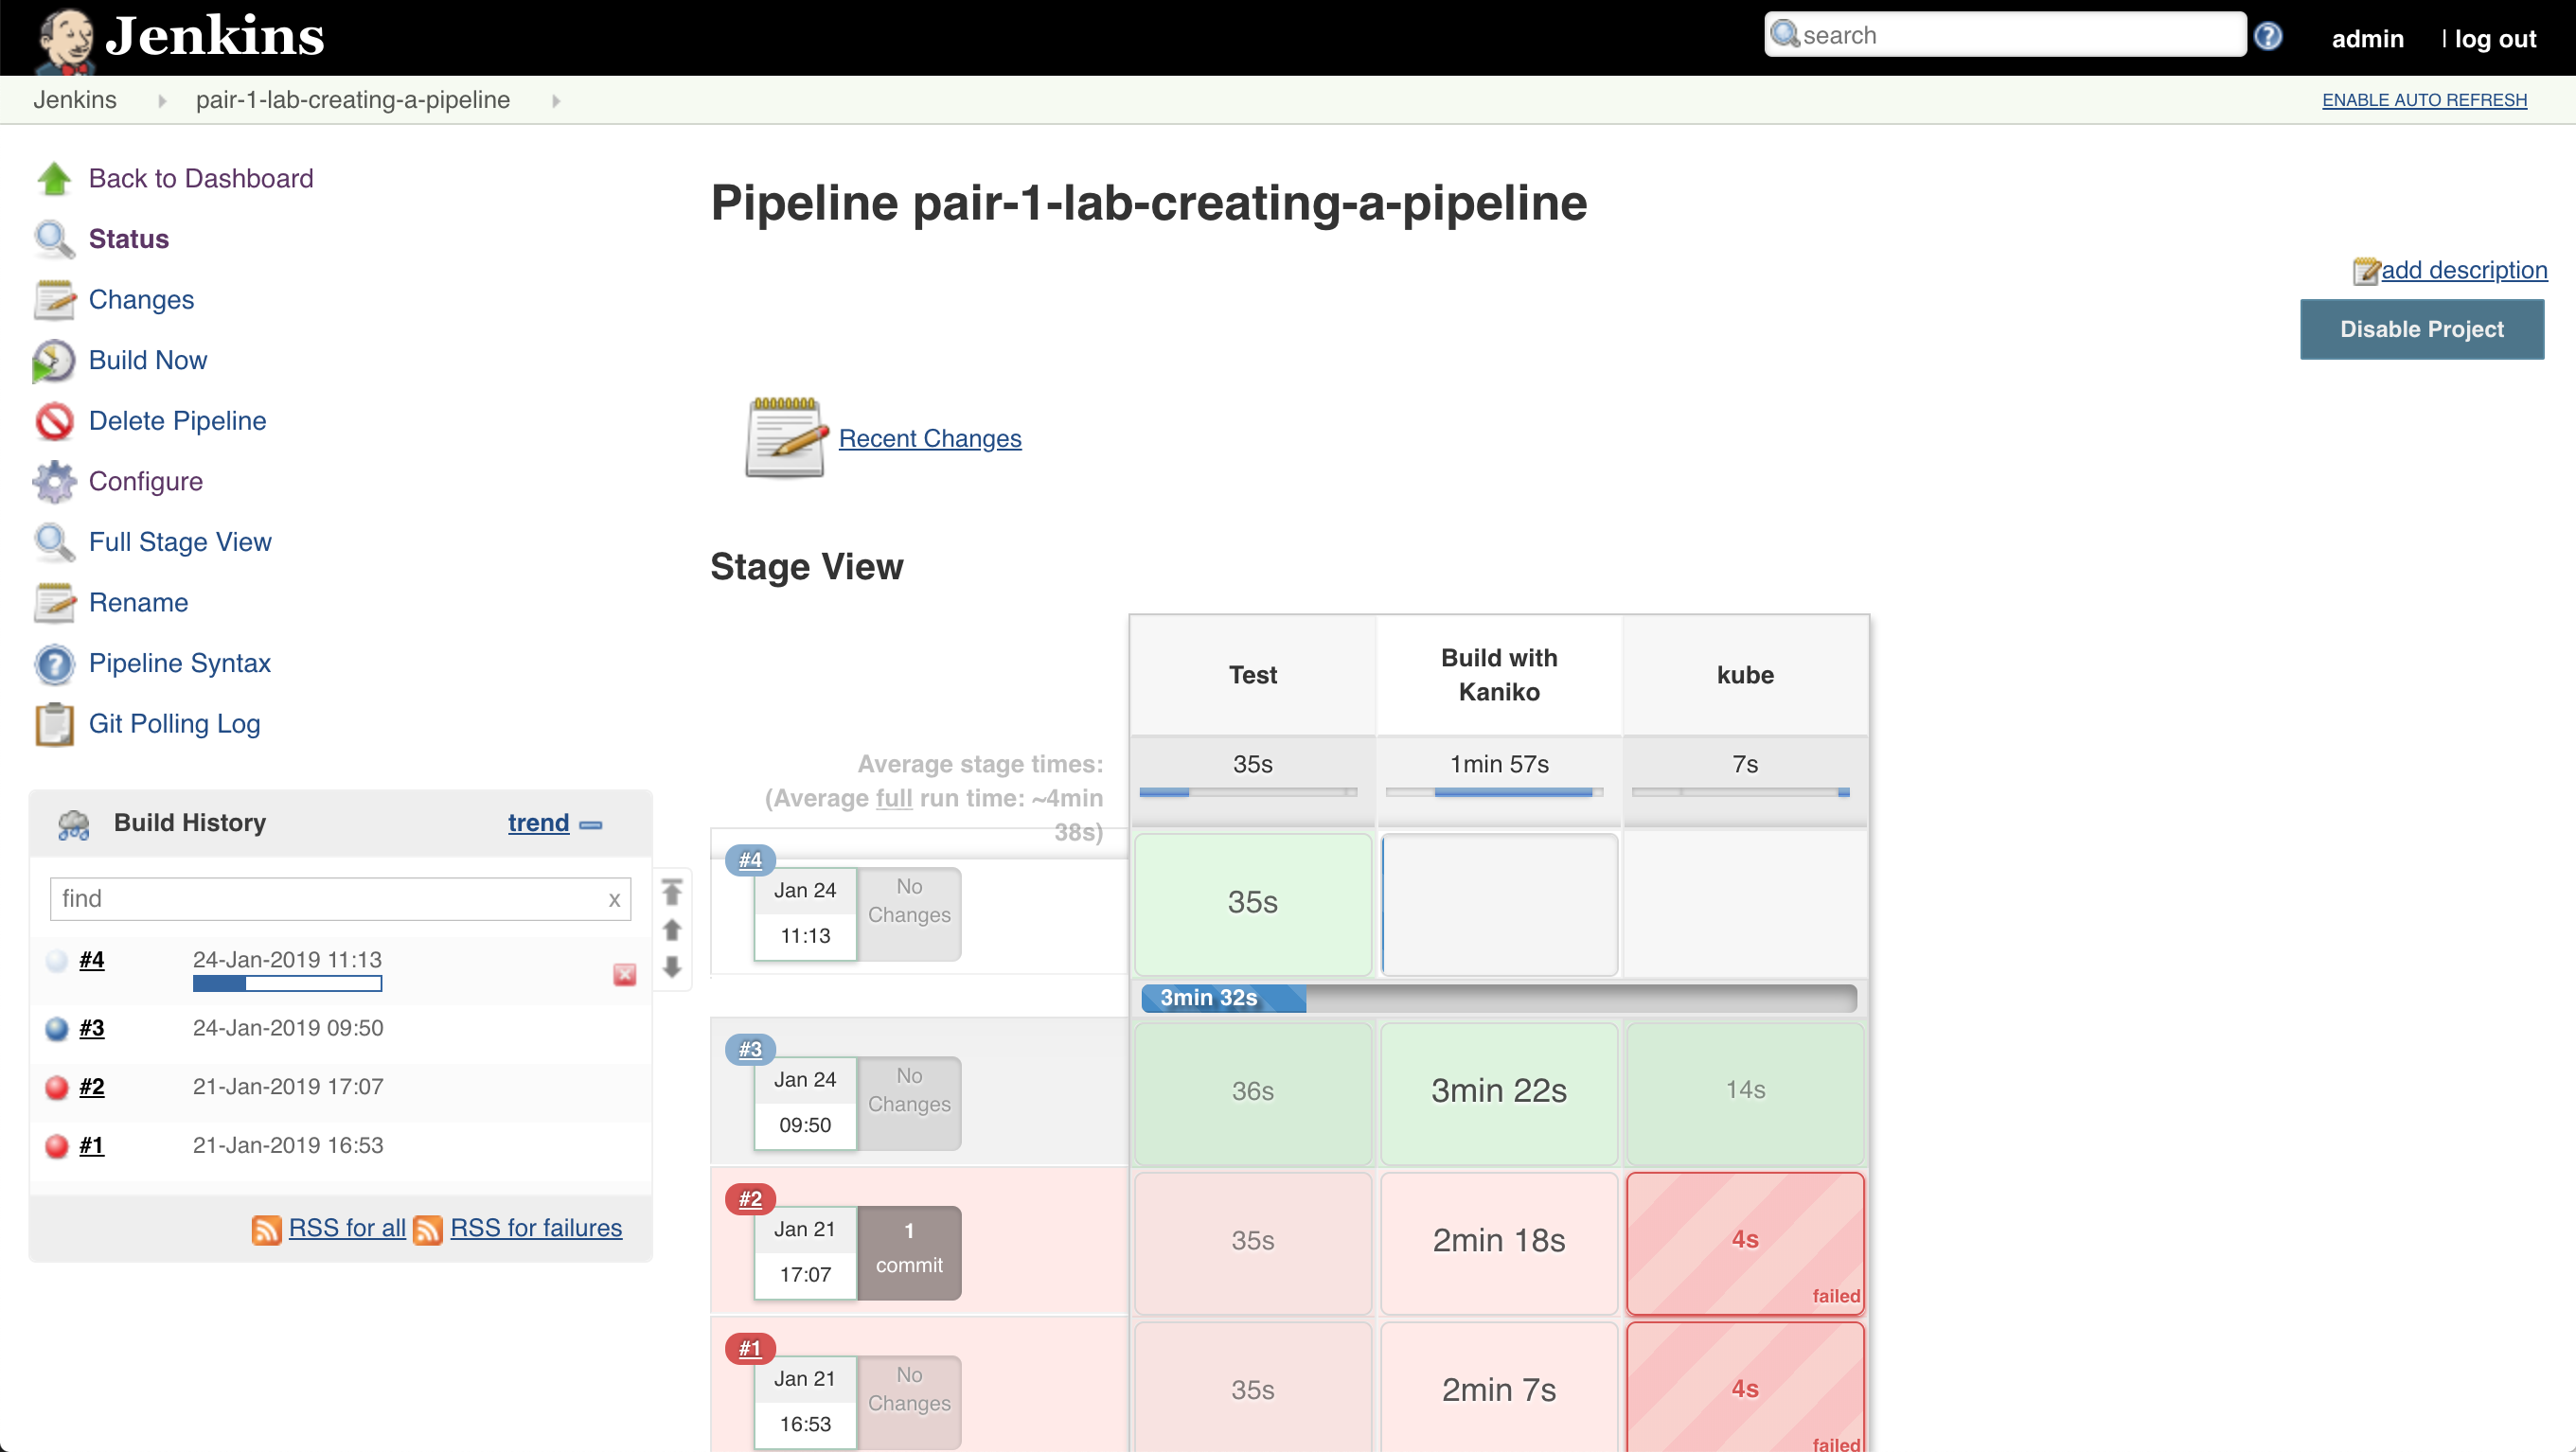 Jenkins
search
admin
| log out
Jenkins
pair-1-lab-creating-a-pipeline
ENABLE AUTO REFRESH
Back to Dashboard
Status
Changes
Build Now
Delete Pipeline
Configure
Full Stage View
Rename
Pipeline Syntax
Git Polling Log
Build History
trend
find
x
#4
24-Jan-2019 11:13
#3
24-Jan-2019 09:50
#2
21-Jan-2019 17:07
#1
21-Jan-2019 16:53
RSS for all
RSS for failures
Pipeline pair-1-lab-creating-a-pipeline
add description
Disable Project
Recent Changes
Stage View
Test
Build with
Kaniko
kube
Average stage times:
(Average full run time: ~4min
38s)
35s
1min 57s
7s
#4
Jan 24
11:13
No
Changes
35s
3min 32s
#3
Jan 24
09:50
No
Changes
36s
3min 22s
14s
#2
Jan 21
17:07
1
commit
35s
2min 18s
4s
failed
#1
Jan 21
16:53
No
Changes
35s
2min 7s
4s
failed